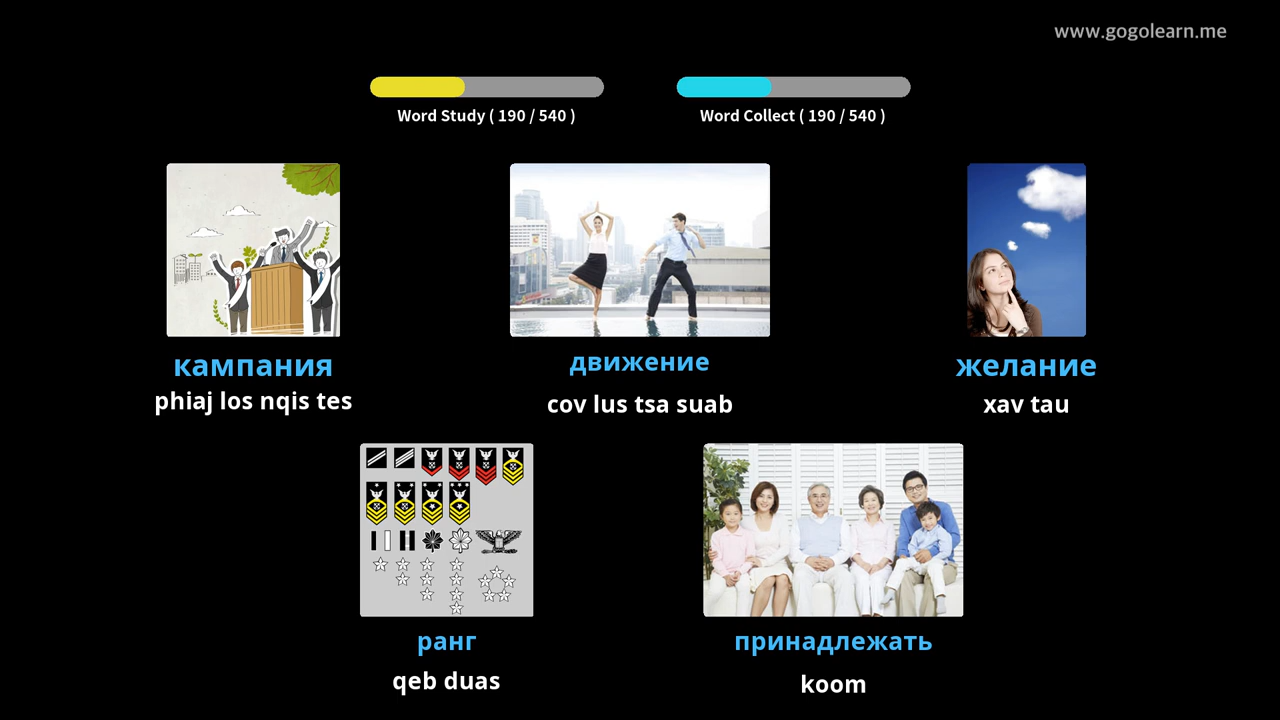 www.gogolearn.me
Word Study ( 190 / 540 )
Word Collect ( 190 / 540 )
кампания
phiaj los nqis tes
движение
cov lus tsa suab
желание
xav tau
ранг
qeb duas
принадлежать
koom